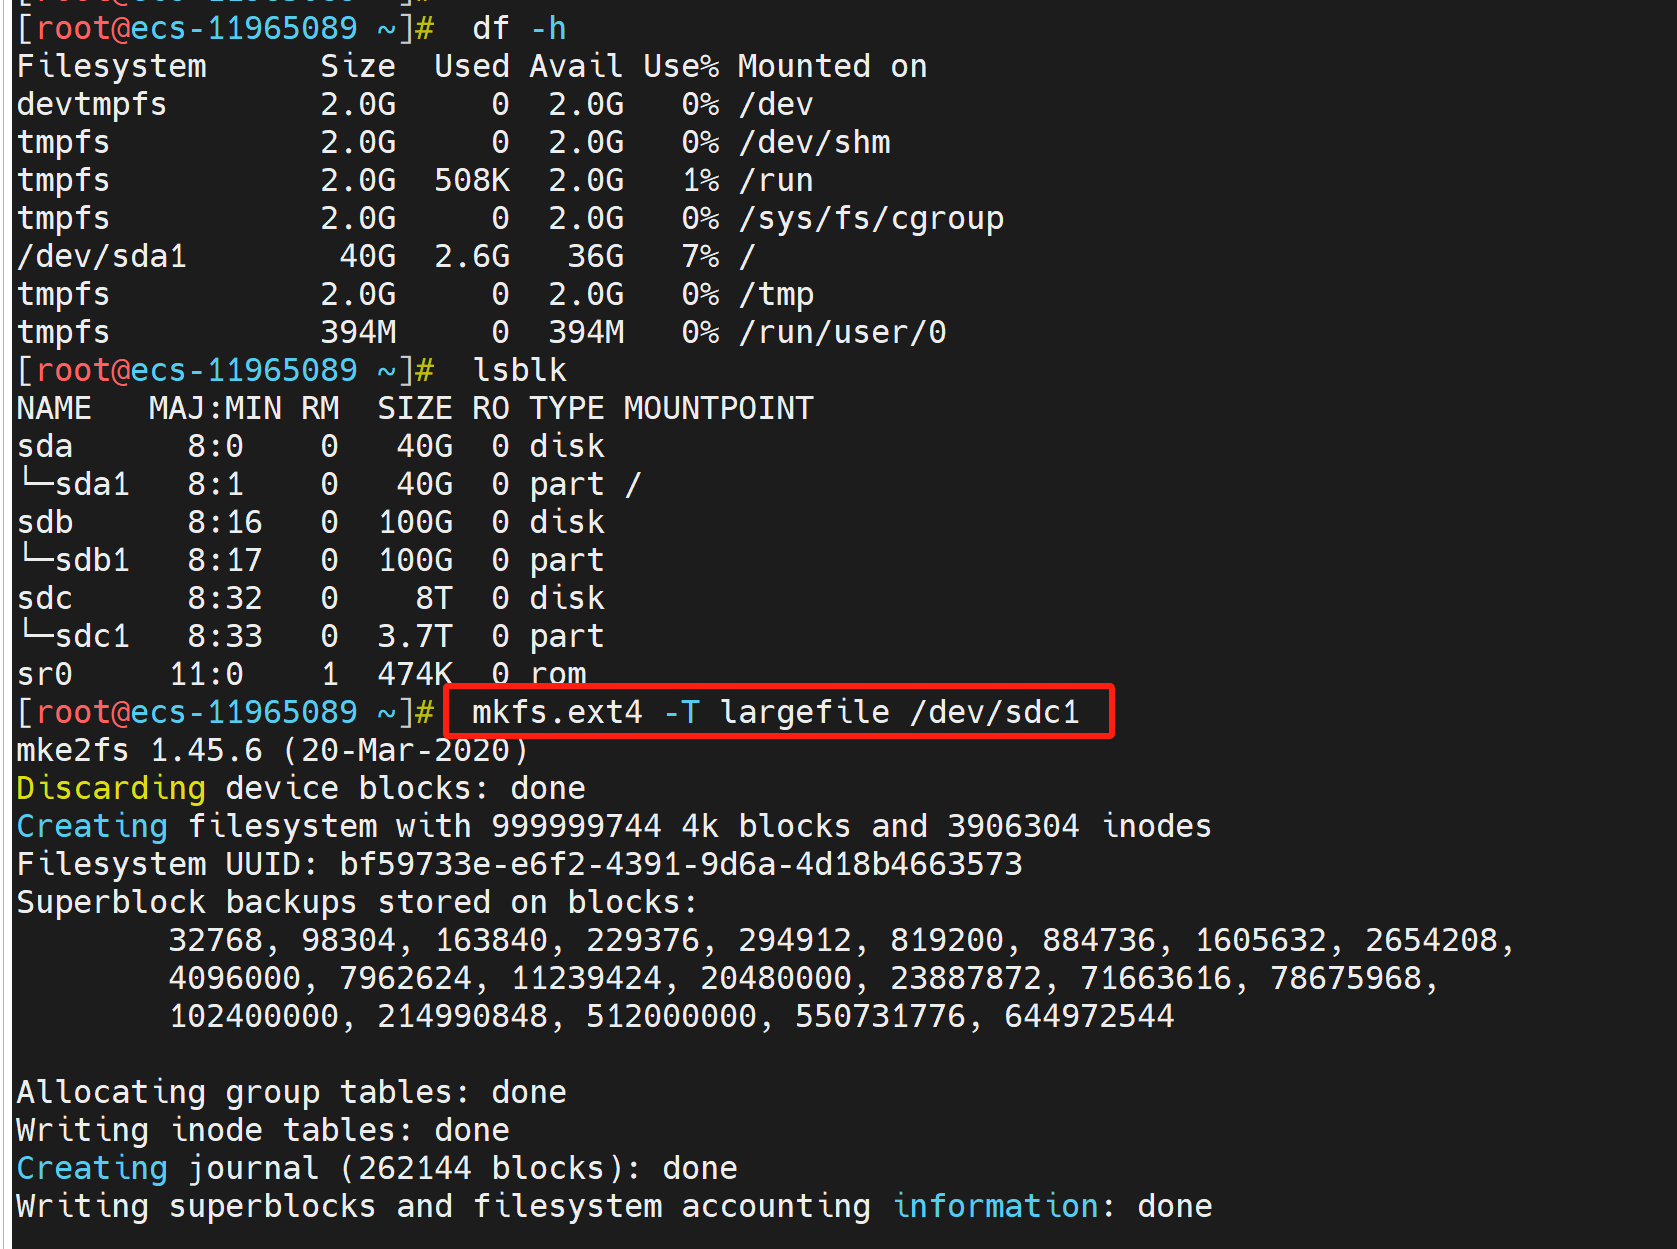 [root@ecs-11965089 ~]#  df -h
Filesystem      Size  Used Avail Use% Mounted on
devtmpfs        2.0G     0  2.0G   0% /dev
tmpfs           2.0G     0  2.0G   0% /dev/shm
tmpfs           2.0G  508K  2.0G   1% /run
tmpfs           2.0G     0  2.0G   0% /sys/fs/cgroup
/dev/sda1        40G  2.6G   36G   7% /
tmpfs           2.0G     0  2.0G   0% /tmp
tmpfs           394M     0  394M   0% /run/user/0
[root@ecs-11965089 ~]#  lsblk
NAME   MAJ:MIN RM  SIZE RO TYPE MOUNTPOINT
sda      8:0    0   40G  0 disk
└─sda1   8:1    0   40G  0 part /
sdb      8:16   0  100G  0 disk
└─sdb1   8:17   0  100G  0 part
sdc      8:32   0    8T  0 disk
└─sdc1   8:33   0  3.7T  0 part
sr0     11:0    1  474K  0 rom
[root@ecs-11965089 ~]#  mkfs.ext4 -T largefile /dev/sdc1
mke2fs 1.45.6 (20-Mar-2020)
Discarding device blocks: done
Creating filesystem with 999999744 4k blocks and 3906304 inodes
Filesystem UUID: bf59733e-e6f2-4391-9d6a-4d18b4663573
Superblock backups stored on blocks:
        32768, 98304, 163840, 229376, 294912, 819200, 884736, 1605632, 2654208,
        4096000, 7962624, 11239424, 20480000, 23887872, 71663616, 78675968,
        102400000, 214990848, 512000000, 550731776, 644972544
Allocating group tables: done
Writing inode tables: done
Creating journal (262144 blocks): done
Writing superblocks and filesystem accounting information: done